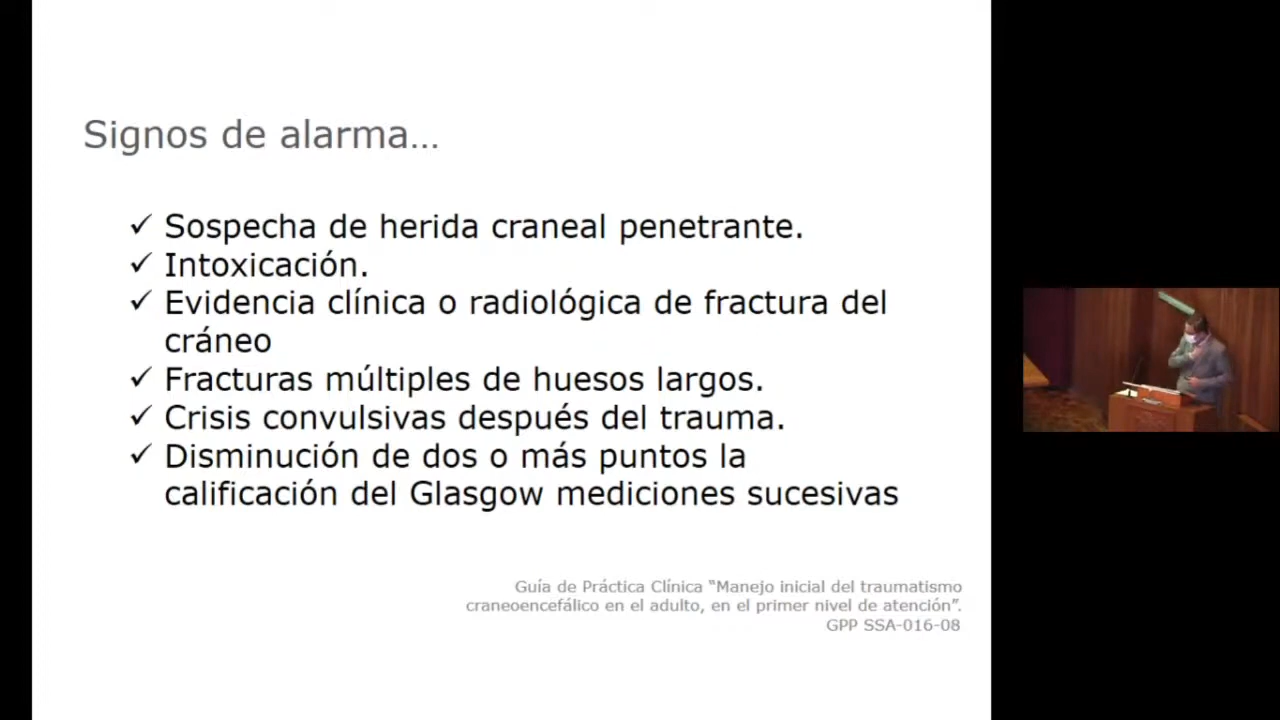 Signos de alarma...
✓ Sospecha de herida craneal penetrante.
✓ Intoxicación.
✓ Evidencia clínica o radiológica de fractura del
cráneo
✓ Fracturas múltiples de huesos largos.
✓ Crisis convulsivas después del trauma.
✓ Disminución de dos o más puntos la
calificación del Glasgow mediciones sucesivas
Guía de Práctica Clínica “Manejo inicial del traumatismo
craneoencefálico en el adulto, en el primer nivel de atención”.
GPP SSA-016-08